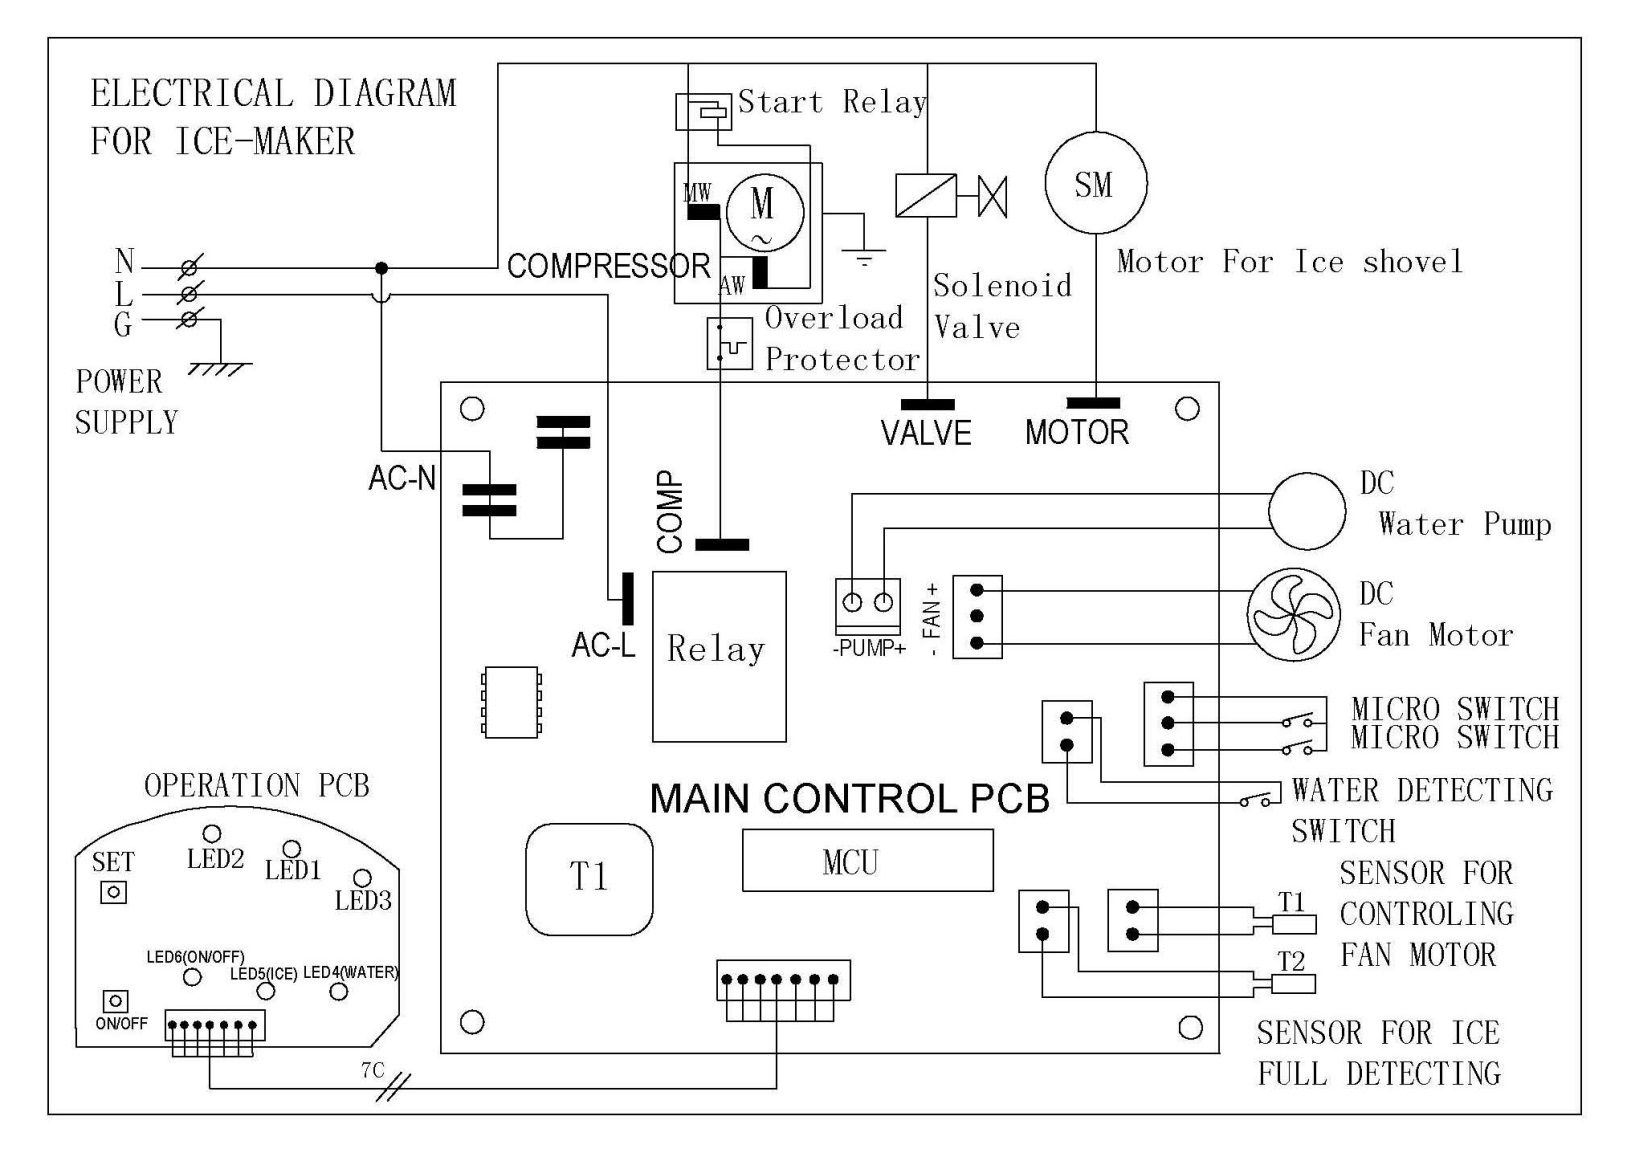 ELECTRICAL DIAGRAM
FOR ICE-MAKER
Start Relay
MW
M
~
AW
COMPRESSOR
SM
Motor For Ice shovel
Solenoid
Valve
Overload
Protector
N
L
G
POWER
SUPPLY
AC-N
COMP
AC-L
Relay
VALVE
MOTOR
-PUMP+
- FAN +
DC
Water Pump
DC
Fan Motor
MICRO SWITCH
MICRO SWITCH
WATER DETECTING
SWITCH
MAIN CONTROL PCB
T1
MCU
SENSOR FOR
CONTROLING
FAN MOTOR
T1
T2
SENSOR FOR ICE
FULL DETECTING
OPERATION PCB
SET
LED2
LED1
LED3
LED6(ON/OFF)
LED5(ICE)
LED4(WATER)
ON/OFF
7C